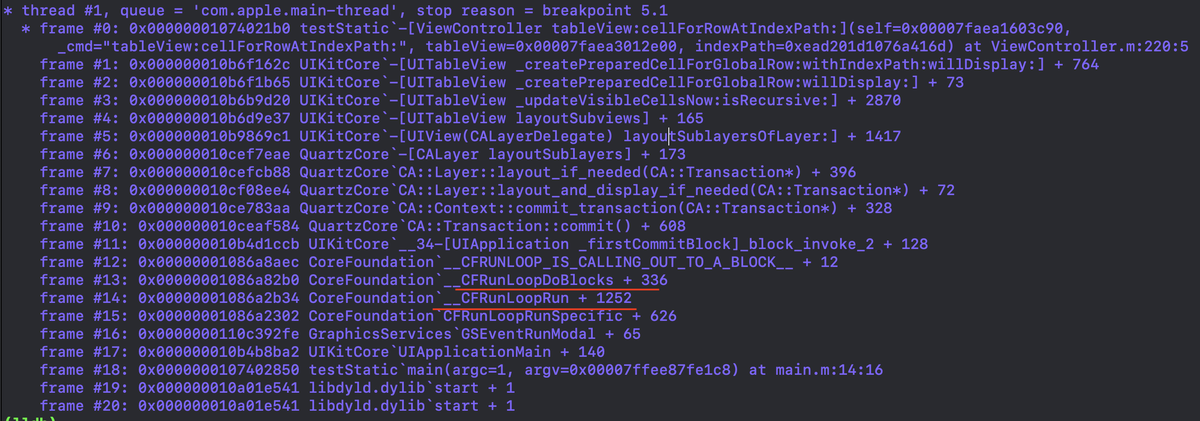 * thread #1, queue = 'com.apple.main-thread', stop reason = breakpoint 5.1
* frame #0: 0x00000001074021b0 testStatic`-[ViewController tableView:cellForRowAtIndexPath:](self=0x00007faea1603c90,
_cmd="tableView:cellForRowAtIndexPath:", tableView=0x00007faea3012e00, indexPath=0xead201d1076a416d) at ViewController.m:220:5
frame #1: 0x000000010b6f162c UIKitCore`-[UITableView _createPreparedCellForGlobalRow:withIndexPath:willDisplay:] + 764
frame #2: 0x000000010b6f1b65 UIKitCore`-[UITableView _createPreparedCellForGlobalRow:willDisplay:] + 73
frame #3: 0x000000010b6b9d20 UIKitCore`-[UITableView _updateVisibleCellsNow:isRecursive:] + 2870
frame #4: 0x000000010b6d9e37 UIKitCore`-[UITableView layoutSubviews] + 165
frame #5: 0x000000010b9869c1 UIKitCore`-[UIView(CALayerDelegate) layoutSublayersOfLayer:] + 1417
frame #6: 0x000000010cef7eae QuartzCore`-[CALayer layoutSublayers] + 173
frame #7: 0x000000010cefcb88 QuartzCore`CA::Layer::layout_if_needed(CA::Transaction*) + 396
frame #8: 0x000000010cf08ee4 QuartzCore`CA::Layer::layout_and_display_if_needed(CA::Transaction*) + 72
frame #9: 0x000000010ce783aa QuartzCore`CA::Context::commit_transaction(CA::Transaction*) + 328
frame #10: 0x000000010ceaf584 QuartzCore`CA::Transaction::commit() + 608
frame #11: 0x000000010b4d1ccb UIKitCore`__34-[UIApplication _firstCommitBlock]_block_invoke_2 + 128
frame #12: 0x00000001086a8aec CoreFoundation`__CFRUNLOOP_IS_CALLING_OUT_TO_A_BLOCK__ + 12
frame #13: 0x00000001086a82b0 CoreFoundation`__CFRunLoopDoBlocks + 336
frame #14: 0x00000001086a2b34 CoreFoundation`__CFRunLoopRun + 1252
frame #15: 0x00000001086a2302 CoreFoundation`CFRunLoopRunSpecific + 626
frame #16: 0x0000000110c392fe GraphicsServices`GSEventRunModal + 65
frame #17: 0x000000010b4b8ba2 UIKitCore`UIApplicationMain + 140
frame #18: 0x0000000107402850 testStatic`main(argc=1, argv=0x00007ffee87fe1c8) at main.m:14:16
frame #19: 0x000000010a01e541 libdyld.dylib`start + 1
frame #20: 0x000000010a01e541 libdyld.dylib`start + 1